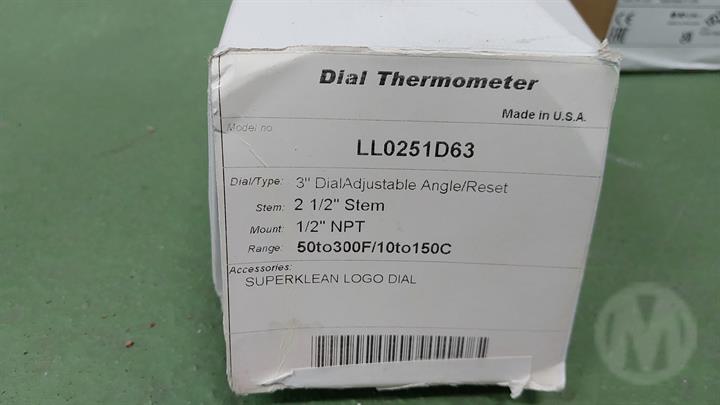 Dial Thermometer
Made in U.S.A.
Model no
LL0251D63
Dial/Type: 3" DialAdjustable Angle/Reset
Stem: 2 1/2" Stem
Mount: 1/2" NPT
Range: 50to300F/10to150C
Accessories:
SUPERKLEAN LOGO DIAL
M